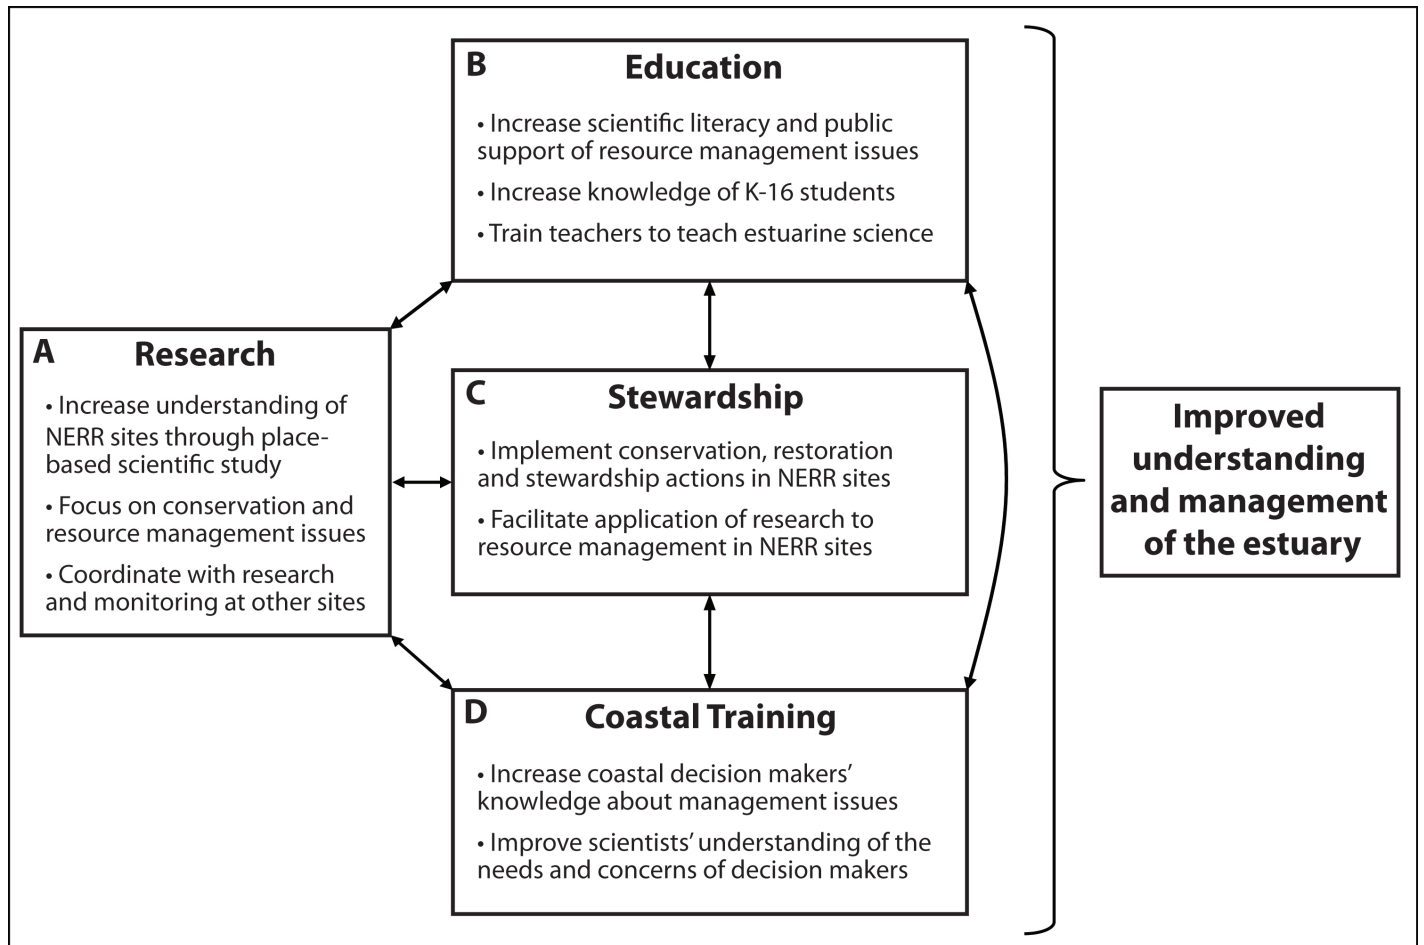 A Research
• Increase understanding of
NERR sites through place-
based scientific study
• Focus on conservation and
resource management issues
• Coordinate with research
and monitoring at other sites
B Education
• Increase scientific literacy and public
support of resource management issues
• Increase knowledge of K-16 students
• Train teachers to teach estuarine science
C Stewardship
• Implement conservation, restoration
and stewardship actions in NERR sites
• Facilitate application of research to
resource management in NERR sites
D Coastal Training
• Increase coastal decision makers’
knowledge about management issues
• Improve scientists’ understanding of the
needs and concerns of decision makers
Improved
understanding
and management
of the estuary